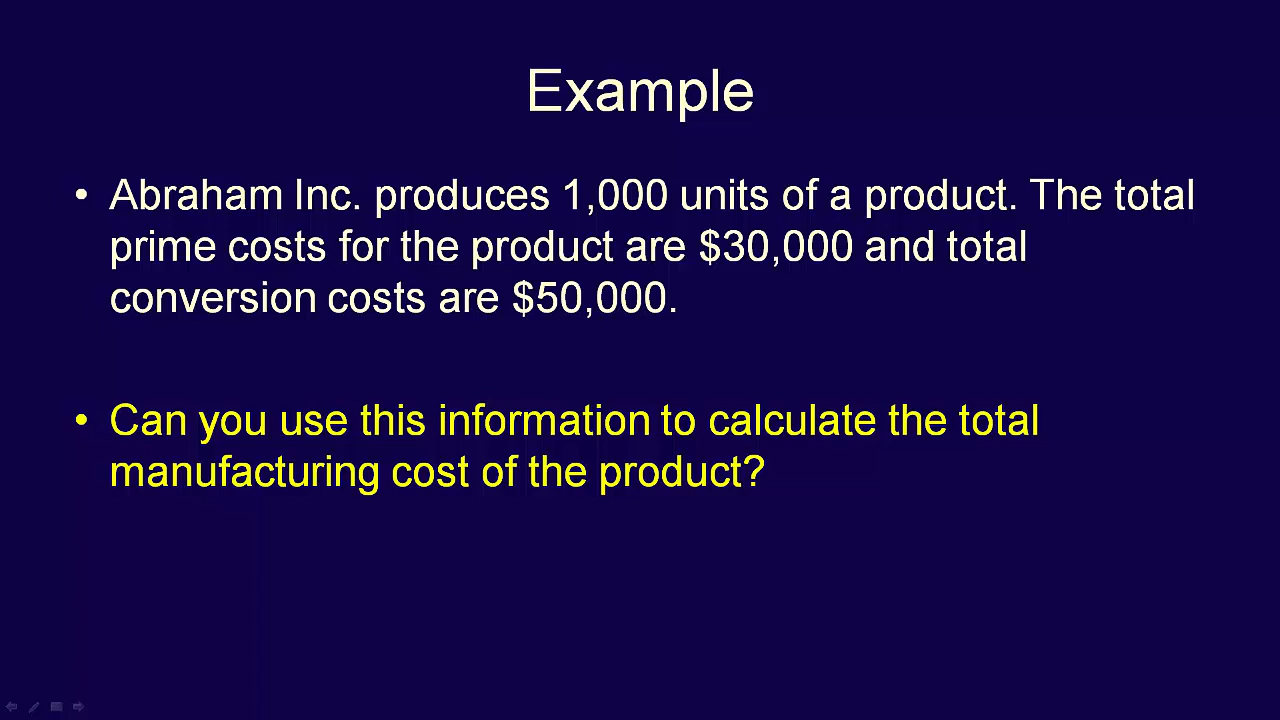 Example
• Abraham Inc. produces 1,000 units of a product. The total
prime costs for the product are $30,000 and total
conversion costs are $50,000.
• Can you use this information to calculate the total
manufacturing cost of the product?